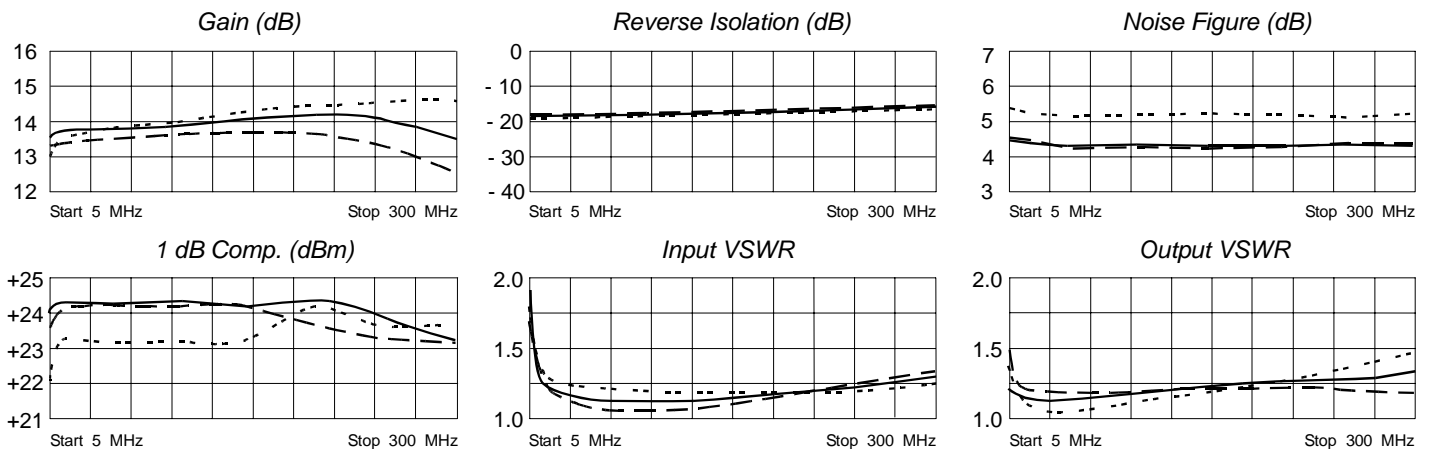 Gain (dB)
16
15
14
13
12
Start 5 MHz
Stop 300 MHz
Reverse Isolation (dB)
0
- 10
- 20
- 30
- 40
Start 5 MHz
Stop 300 MHz
Noise Figure (dB)
7
6
5
4
3
Start 5 MHz
Stop 300 MHz
1 dB Comp. (dBm)
+25
+24
+23
+22
+21
Start 5 MHz
Stop 300 MHz
Input VSWR
2.0
1.5
1.0
Start 5 MHz
Stop 300 MHz
Output VSWR
2.0
1.5
1.0
Start 5 MHz
Stop 300 MHz